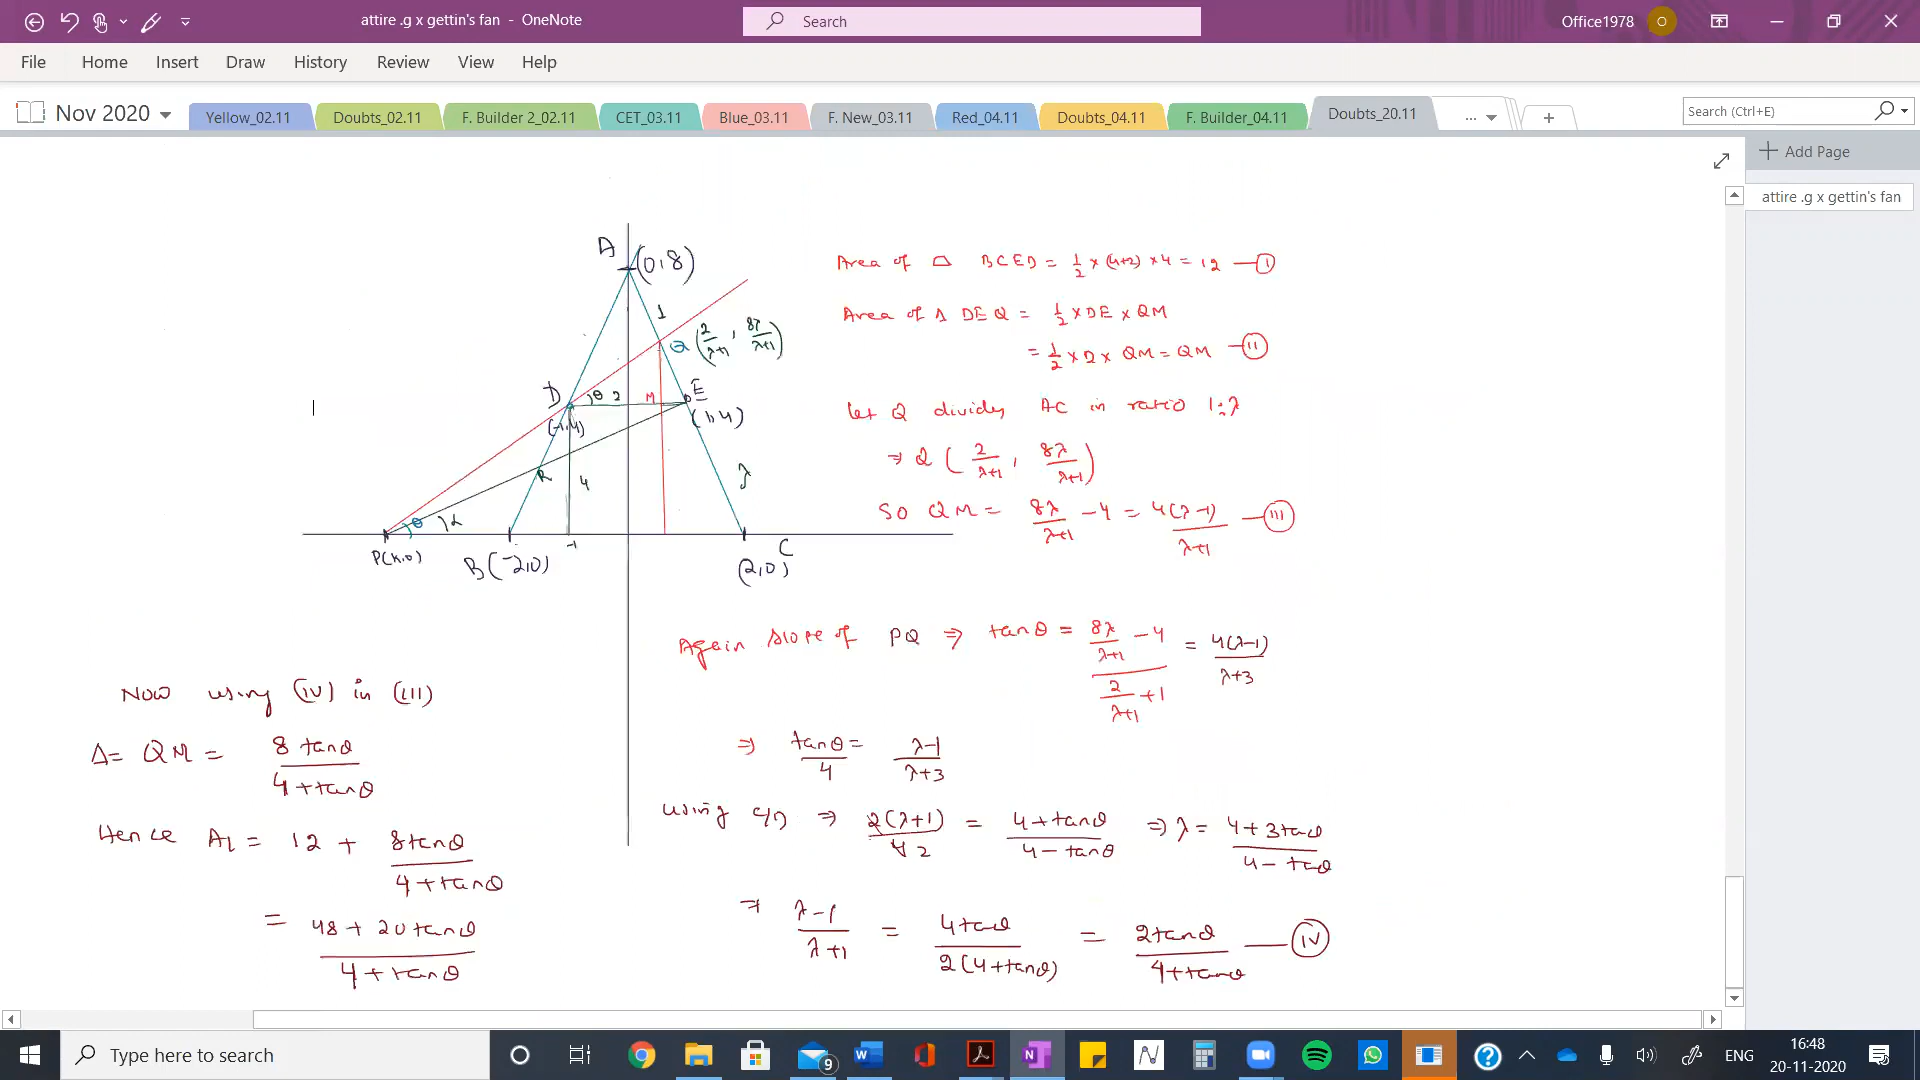 attire .g x gettin's fan - OneNote
Search
Office1978
O
File Home Insert Draw History Review View Help
Nov 2020
Yellow_02.11
Doubts_02.11
F. Builder 2_02.11
CET_03.11
Blue_03.11
F. New_03.11
Red_04.11
Doubts_04.11
F. Builder_04.11
Doubts_20.11
...
Search (Ctrl+E)
Add Page
attire .g x gettin's fan
A (0,8)
1
Q (2/(λ+1), 8λ/(λ+1))
D θ 2 M E
(-1,4) (1,4)
R 4 λ
θ α
P(h,0) B(-2,0) -1 C
(2,0)
Area of BCED = 1/2 × (4+2) × 4 = 12 — (I)
Area of Δ DEQ = 1/2 × DE × QM
= 1/2 × 2 × QM = QM — (II)
Let Q divides AC in ratio 1:λ
⇒ Q (2/(λ+1), 8λ/(λ+1))
So QM = 8λ/(λ+1) - 4 = 4(λ-1)/(λ+1) — (III)
Again slope of PQ ⇒ tanθ = (8λ/(λ+1) - 4)/(2/(λ+1) + 1) = 4(λ-1)/(λ+3)
⇒ tanθ/4 = (λ-1)/(λ+3)
using C/D ⇒ 2(λ+1)/4 2 = (4+tanθ)/(4-tanθ) ⇒ λ = (4+3tanθ)/(4-tanθ)
⇒ (λ-1)/(λ+1) = 4tanθ/2(4+tanθ) = 2tanθ/(4+tanθ) — (IV)
Now using (IV) in (III)
Δ = QM = 8 tanθ/(4+tanθ)
Hence A₁ = 12 + 8tanθ/(4+tanθ)
= (48+20tanθ)/(4+tanθ)
Type here to search
9
ENG
16:48
20-11-2020